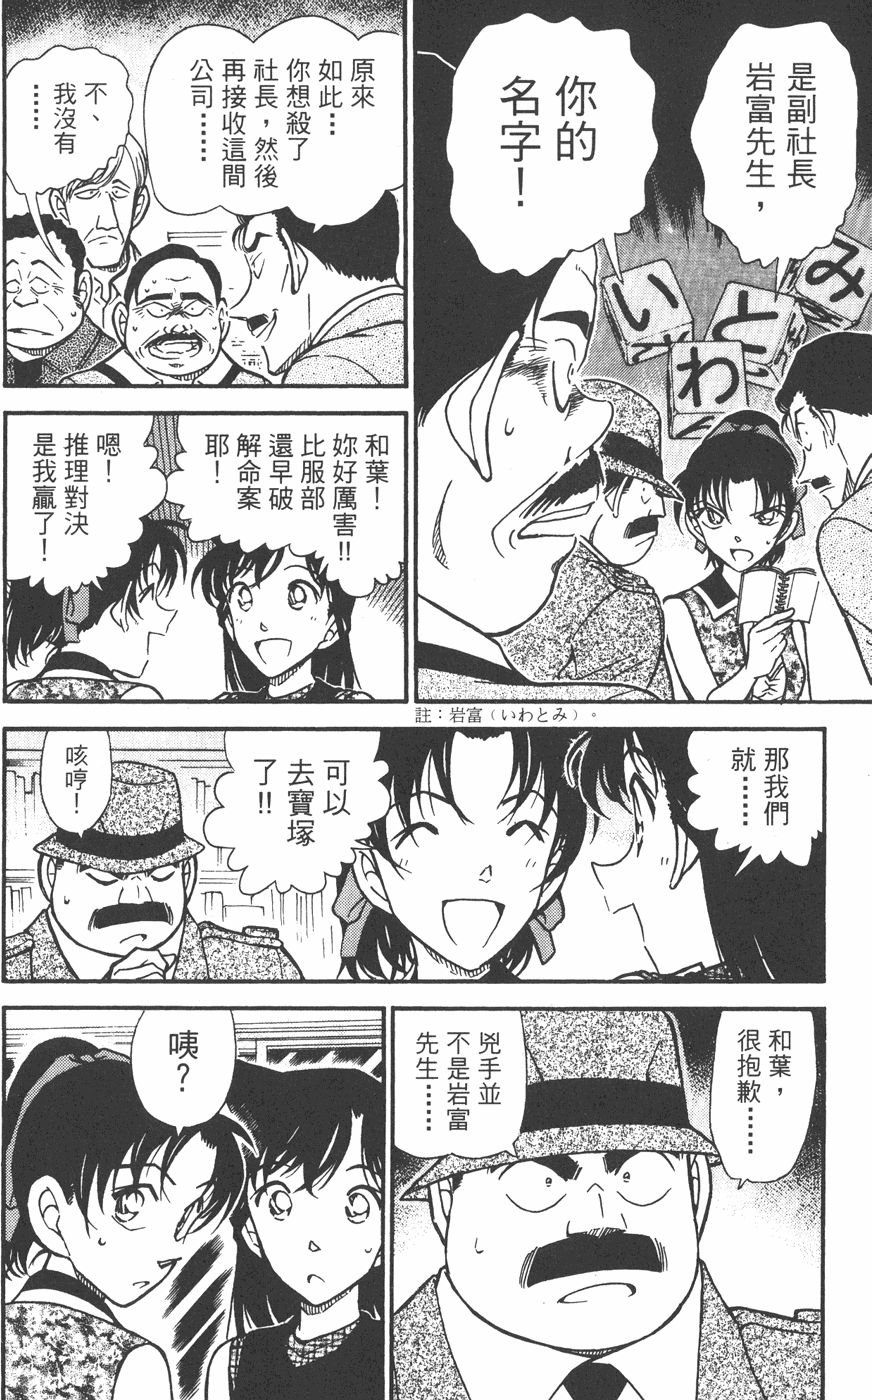 是副社長
岩富先生，
你的
名字！
い
と
み
わ
註：岩富（いわとみ）。
原來
如此…
你想殺了
社長，然後
再接收這間
公司……
不、
我沒有
……
和葉！
妳好厲害!!
比服部
還早破
解命案
耶！
嗯！
推理對決
是我贏了！
那我們
就……
可以
去寶塚
了!!
咳哼！
和葉，
很抱歉……
兇手並
不是岩富
先生……
咦？